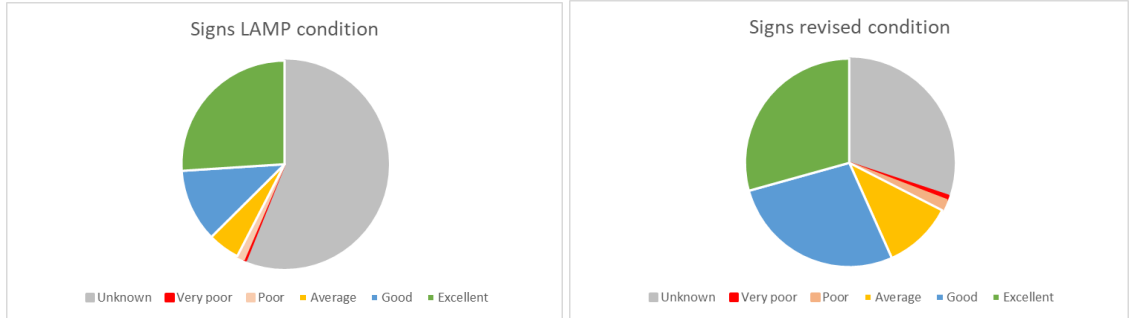 Signs LAMP condition
Unknown Very poor Poor Average Good Excellent
Signs revised condition
Unknown Very poor Poor Average Good Excellent